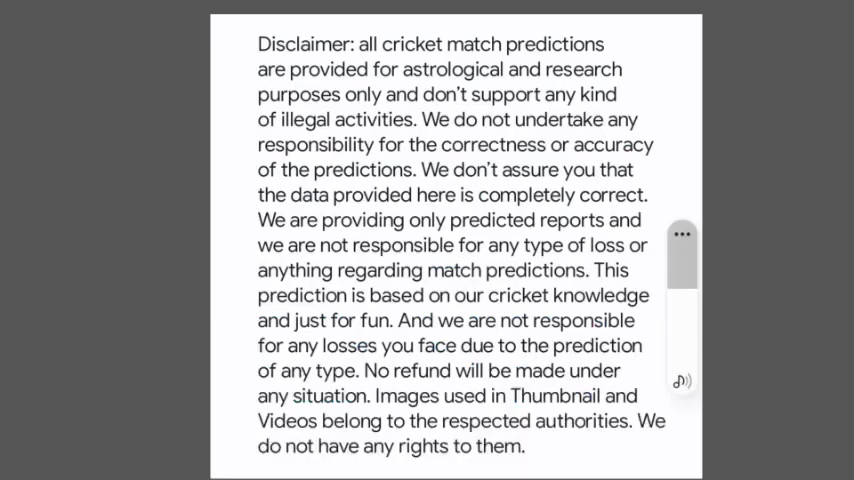 Disclaimer: all cricket match predictions
are provided for astrological and research
purposes only and don't support any kind
of illegal activities. We do not undertake any
responsibility for the correctness or accuracy
of the predictions. We don't assure you that
the data provided here is completely correct.
We are providing only predicted reports and
we are not responsible for any type of loss or
anything regarding match predictions. This
prediction is based on our cricket knowledge
and just for fun. And we are not responsible
for any losses you face due to the prediction
of any type. No refund will be made under
any situation. Images used in Thumbnail and
Videos belong to the respected authorities. We
do not have any rights to them.